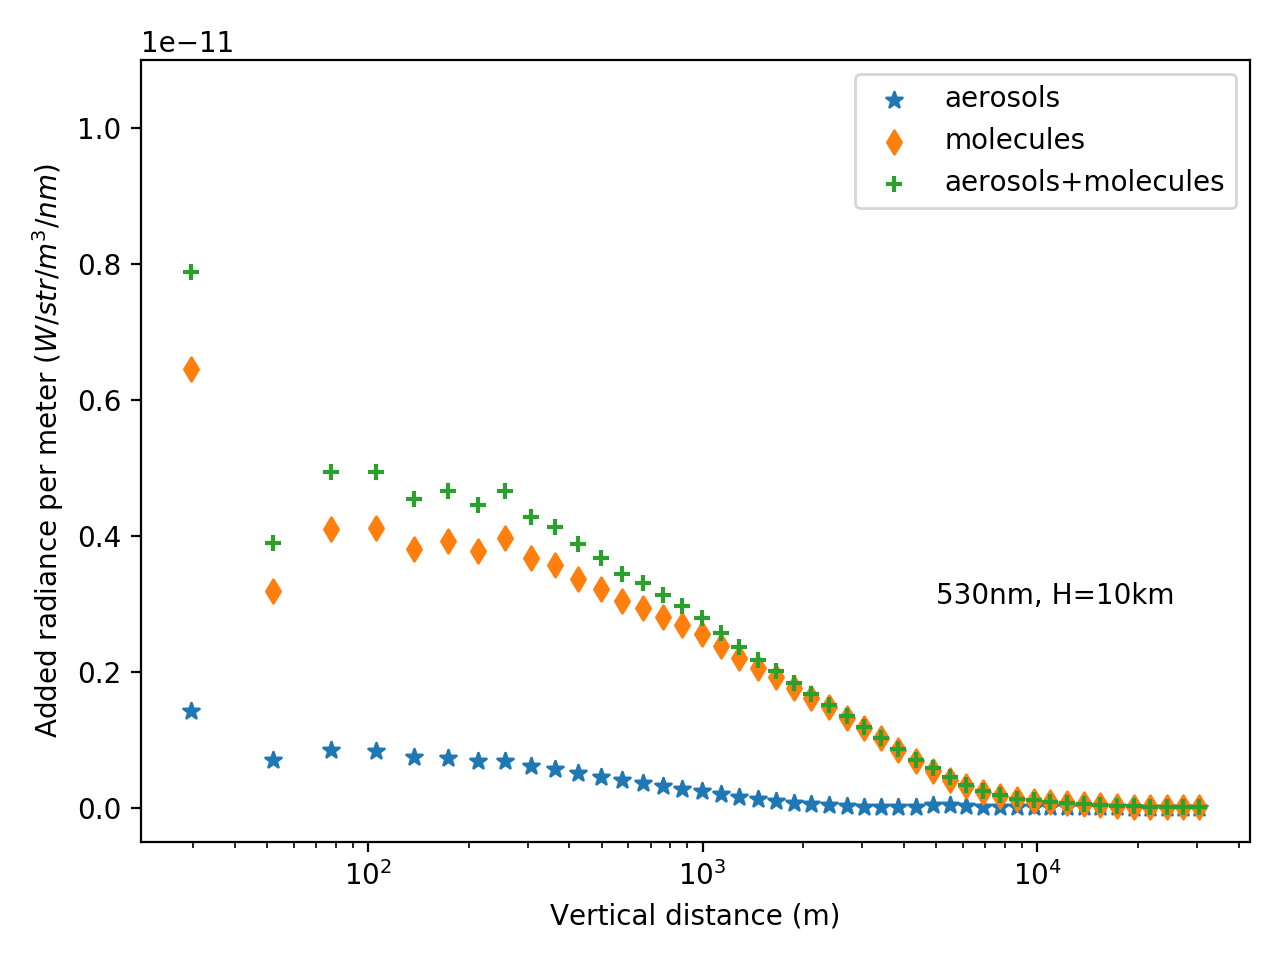 1e−11
1.0
0.8
0.6
0.4
0.2
0.0
Added radiance per meter (W/str/m³/nm)
aerosols
molecules
aerosols+molecules
530nm, H=10km
10² 10³ 10⁴
Vertical distance (m)